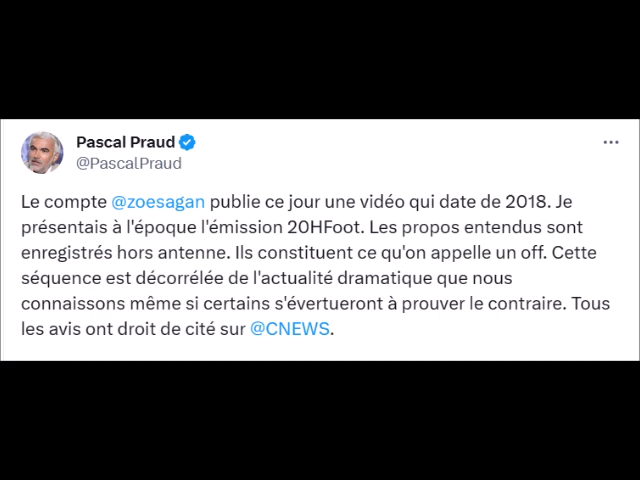 Pascal Praud
@PascalPraud
Le compte @zoesagan publie ce jour une vidéo qui date de 2018. Je
présentais à l'époque l'émission 20HFoot. Les propos entendus sont
enregistrés hors antenne. Ils constituent ce qu'on appelle un off. Cette
séquence est décorrélée de l'actualité dramatique que nous
connaissons même si certains s'évertueront à prouver le contraire. Tous
les avis ont droit de cité sur @CNEWS.